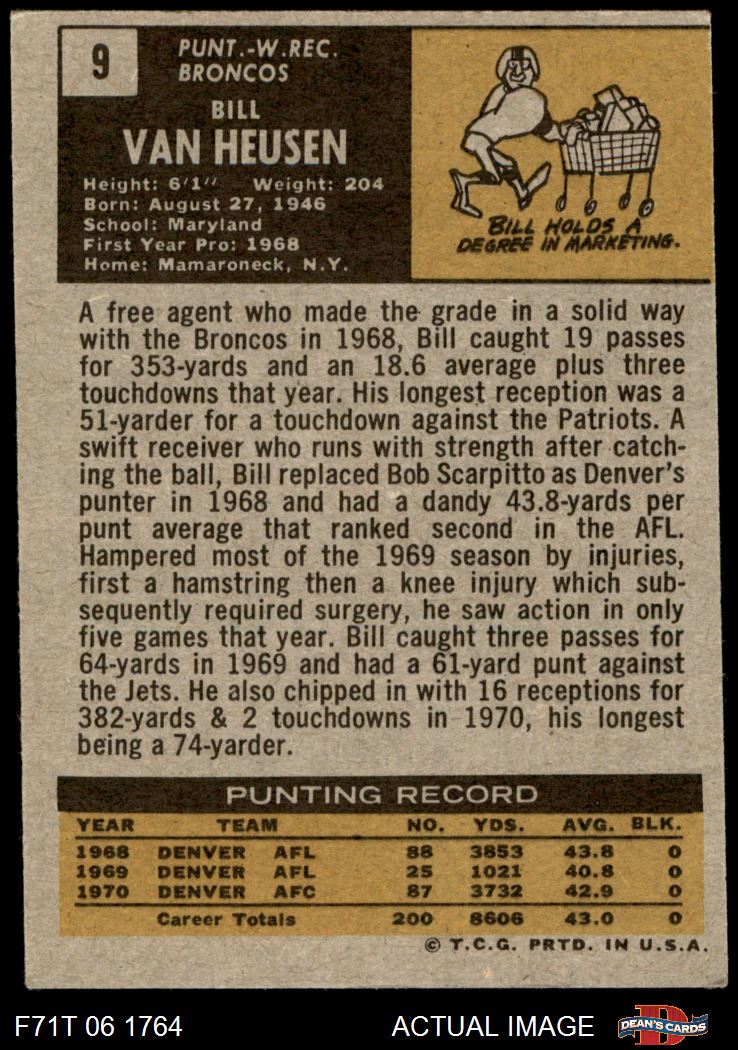 9
PUNT.-W.REC.
BRONCOS
BILL
VAN HEUSEN
Height: 6'1" Weight: 204
Born: August 27, 1946
School: Maryland
First Year Pro: 1968
Home: Mamaroneck, N.Y.
BILL HOLDS A
DEGREE IN MARKETING.
A free agent who made the grade in a solid way
with the Broncos in 1968, Bill caught 19 passes
for 353-yards and an 18.6 average plus three
touchdowns that year. His longest reception was a
51-yarder for a touchdown against the Patriots. A
swift receiver who runs with strength after catch-
ing the ball, Bill replaced Bob Scarpitto as Denver's
punter in 1968 and had a dandy 43.8-yards per
punt average that ranked second in the AFL.
Hampered most of the 1969 season by injuries,
first a hamstring then a knee injury which sub-
sequently required surgery, he saw action in only
five games that year. Bill caught three passes for
64-yards in 1969 and had a 61-yard punt against
the Jets. He also chipped in with 16 receptions for
382-yards & 2 touchdowns in 1970, his longest
being a 74-yarder.
PUNTING RECORD
YEAR TEAM NO. YDS. AVG. BLK.
1968 DENVER AFL 88 3853 43.8 0
1969 DENVER AFL 25 1021 40.8 0
1970 DENVER AFC 87 3732 42.9 0
Career Totals 200 8606 43.0 0
© T.C.G. PRTD. IN U.S.A.
F71T 06 1764 ACTUAL IMAGE D DEAN'S CARDS